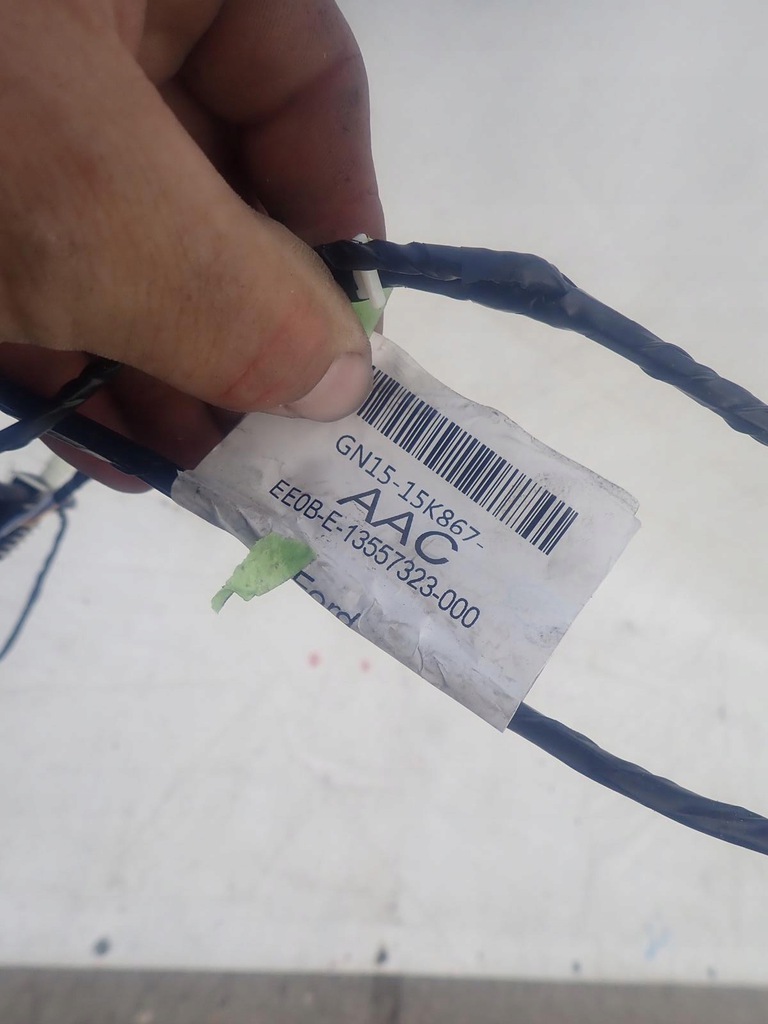 GN15-15K867-
AAC
EE0B-E-13557323-000
Ford